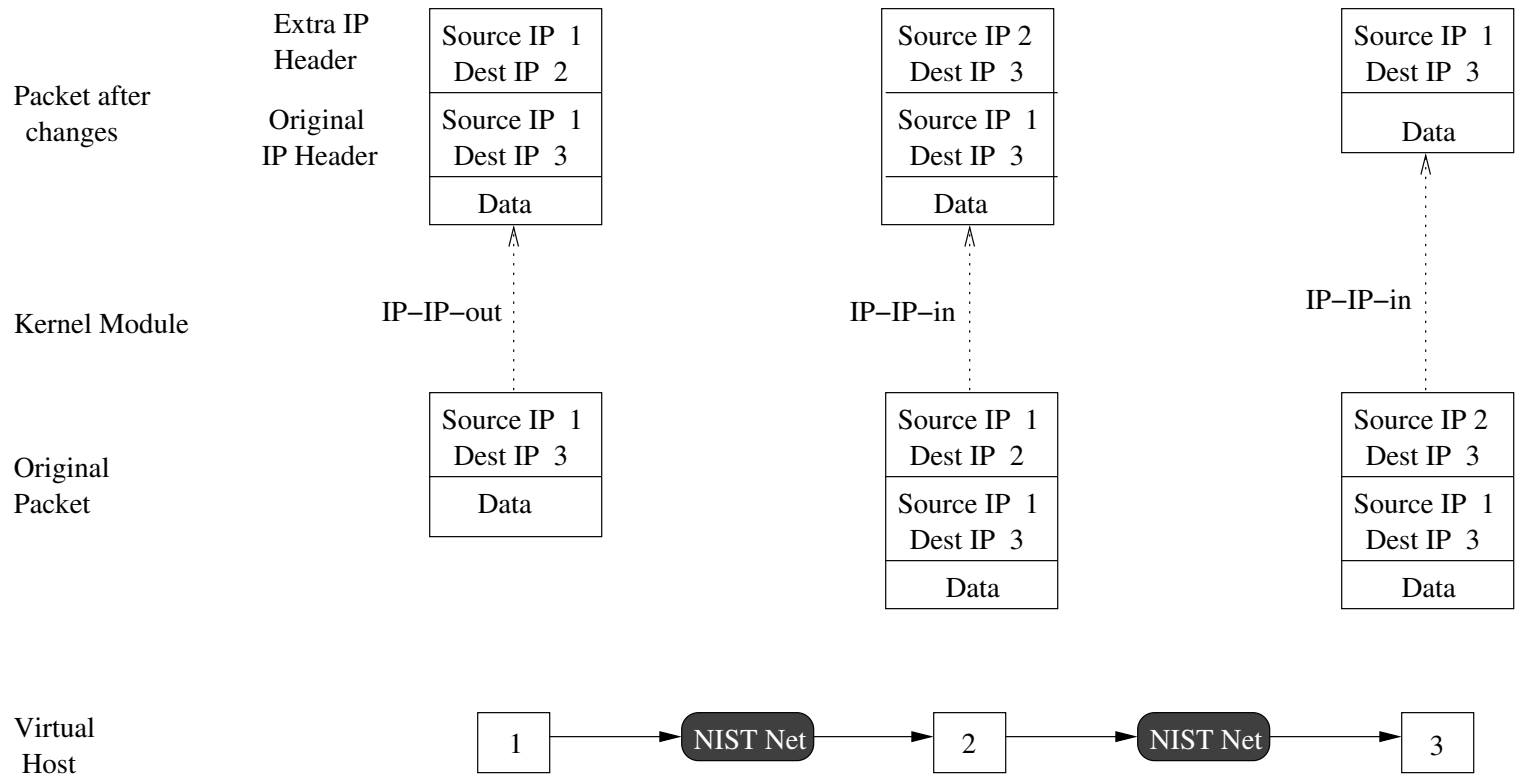 Extra IP
Header
Source IP 1
Dest IP 2
Source IP 2
Dest IP 3
Source IP 1
Dest IP 3
Packet after
changes
Original
IP Header
Source IP 1
Dest IP 3
Source IP 1
Dest IP 3
Data
Data
Data
Kernel Module
IP−IP−out
IP−IP−in
IP−IP−in
Original
Packet
Source IP 1
Dest IP 3
Data
Source IP 1
Dest IP 2
Source IP 1
Dest IP 3
Data
Source IP 2
Dest IP 3
Source IP 1
Dest IP 3
Data
Virtual
Host
1
NIST Net
2
NIST Net
3